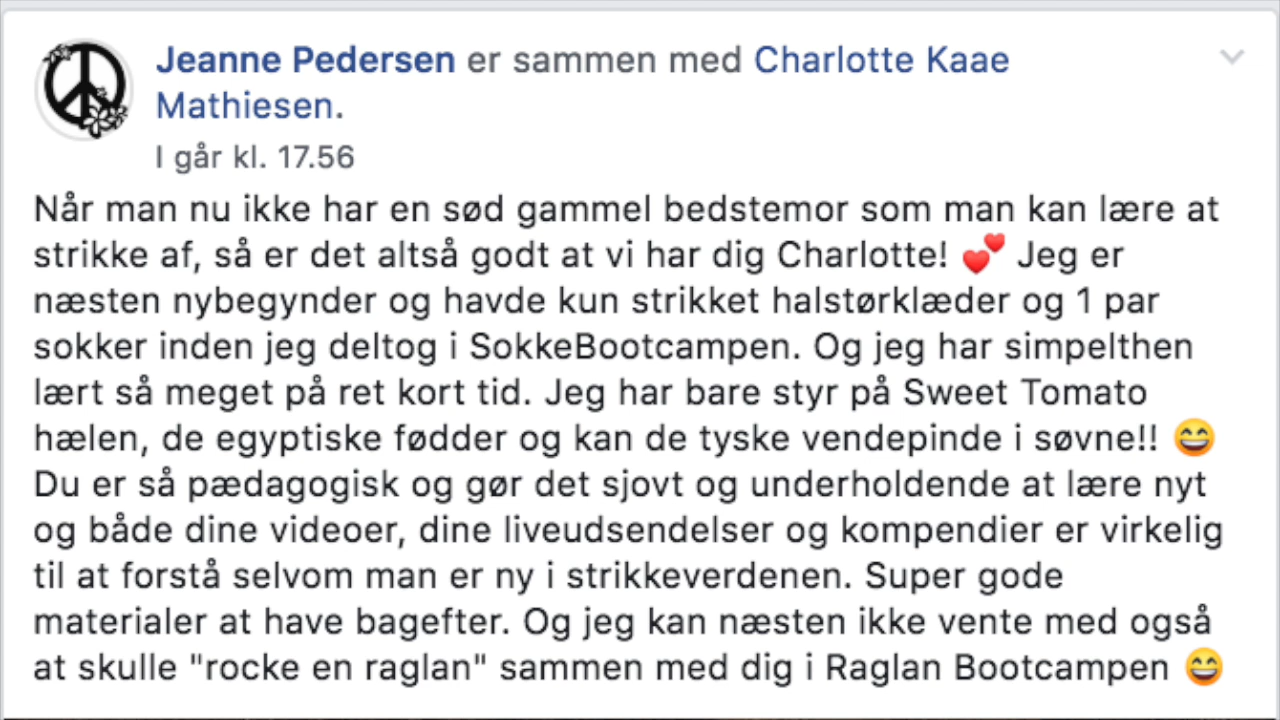 Jeanne Pedersen er sammen med Charlotte Kaae
Mathiesen.
I går kl. 17.56
Når man nu ikke har en sød gammel bedstemor som man kan lære at
strikke af, så er det altså godt at vi har dig Charlotte! 💕 Jeg er
næsten nybegynder og havde kun strikket halstørklæder og 1 par
sokker inden jeg deltog i SokkeBootcampen. Og jeg har simpelthen
lært så meget på ret kort tid. Jeg har bare styr på Sweet Tomato
hælen, de egyptiske fødder og kan de tyske vendepinde i søvne!! 😄
Du er så pædagogisk og gør det sjovt og underholdende at lære nyt
og både dine videoer, dine liveudsendelser og kompendier er virkelig
til at forstå selvom man er ny i strikkeverdenen. Super gode
materialer at have bagefter. Og jeg kan næsten ikke vente med også
at skulle "rocke en raglan" sammen med dig i Raglan Bootcampen 😄